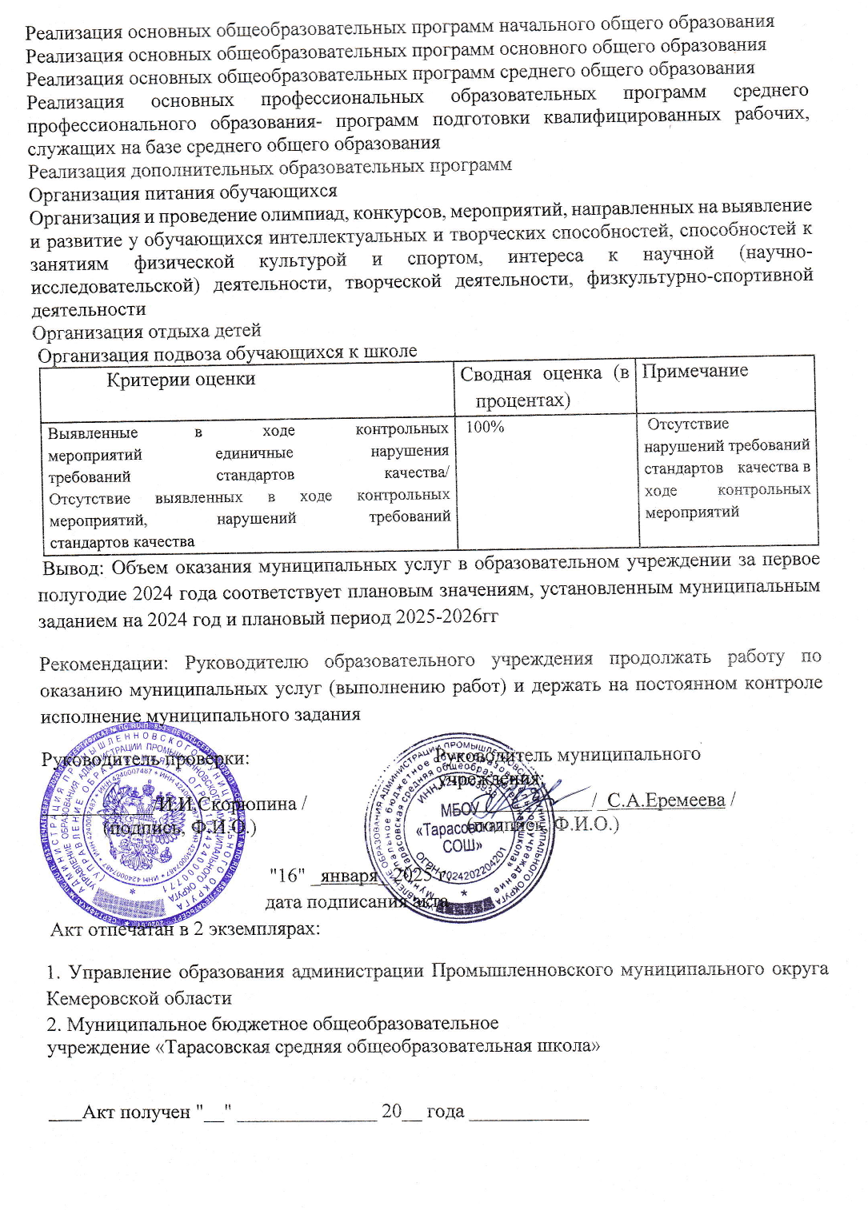 Реализация основных общеобразовательных программ начального общего образования
Реализация основных общеобразовательных программ основного общего образования
Реализация основных общеобразовательных программ среднего общего образования
Реализация основных профессиональных образовательных программ среднего
профессионального образования- программ подготовки квалифицированных рабочих,
служащих на базе среднего общего образования
Реализация дополнительных образовательных программ
Организация питания обучающихся
Организация и проведение олимпиад, конкурсов, мероприятий, направленных на выявление
и развитие у обучающихся интеллектуальных и творческих способностей, способностей к
занятиям физической культурой и спортом, интереса к научной (научно-
исследовательской) деятельности, творческой деятельности, физкультурно-спортивной
деятельности
Организация отдыха детей
Организация подвоза обучающихся к школе
Критерии оценки
Сводная оценка (в
процентах)
Примечание
Выявленные в ходе контрольных
мероприятий единичные нарушения
требований стандартов качества/
Отсутствие выявленных в ходе контрольных
мероприятий, нарушений требований
стандартов качества
100%
Отсутствие
нарушений требований
стандартов качества в
ходе контрольных
мероприятий
Вывод: Объем оказания муниципальных услуг в образовательном учреждении за первое
полугодие 2024 года соответствует плановым значениям, установленным муниципальным
заданием на 2024 год и плановый период 2025-2026гг
Рекомендации: Руководителю образовательного учреждения продолжать работу по
оказанию муниципальных услуг (выполнению работ) и держать на постоянном контроле
исполнение муниципального задания
Руководитель проверки:
И.И.Скорюпина /
(подпись, Ф.И.О.)
Руководитель муниципального
учреждения:
/ С.А.Еремеева /
(подпись, Ф.И.О.)
МБОУ
«Тарасовская
СОШ»
ОГРН 1024202204201
"16" _января_ 2025 г
дата подписания акта
Акт отпечатан в 2 экземплярах:
1. Управление образования администрации Промышленновского муниципального округа
Кемеровской области
2. Муниципальное бюджетное общеобразовательное
учреждение «Тарасовская средняя общеобразовательная школа»
___Акт получен "__" ______________ 20__ года ____________